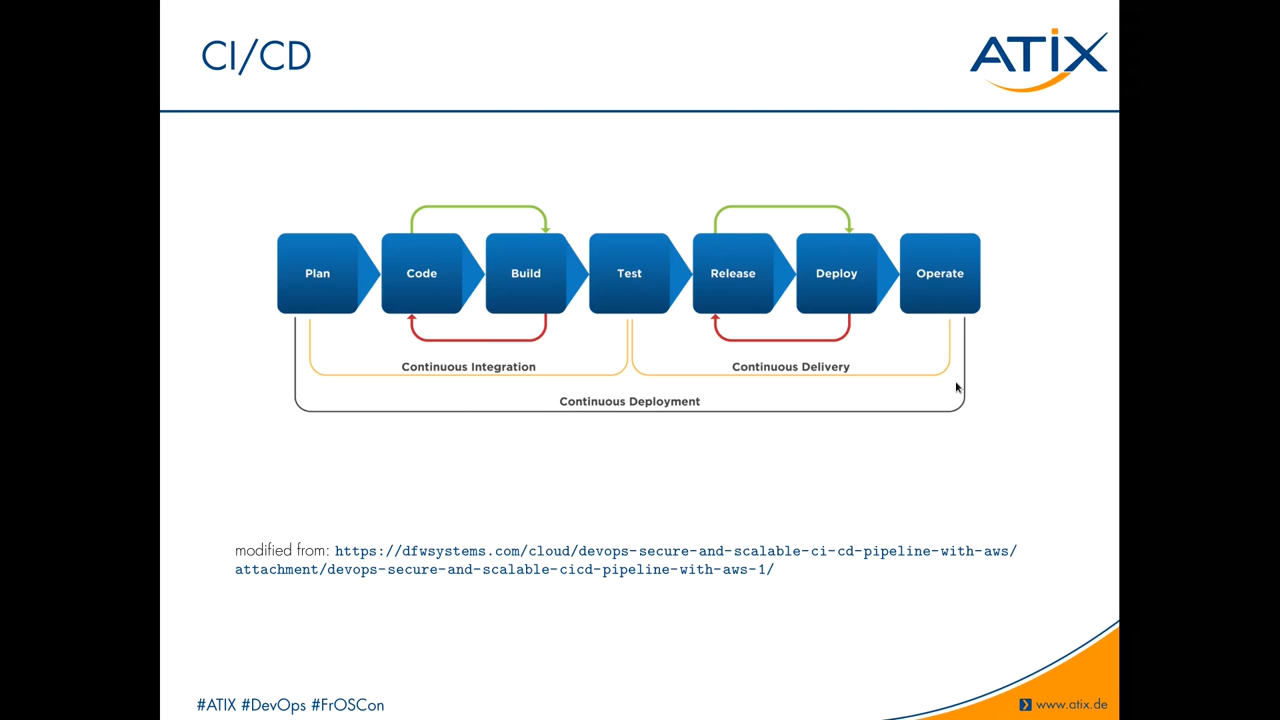 CI/CD
ATIX
Plan
Code
Build
Test
Release
Deploy
Operate
Continuous Integration
Continuous Delivery
Continuous Deployment
modified from: https://dfwsystems.com/cloud/devops-secure-and-scalable-ci-cd-pipeline-with-aws/
attachment/devops-secure-and-scalable-cicd-pipeline-with-aws-1/
#ATIX #DevOps #FrOSCon
www.atix.de